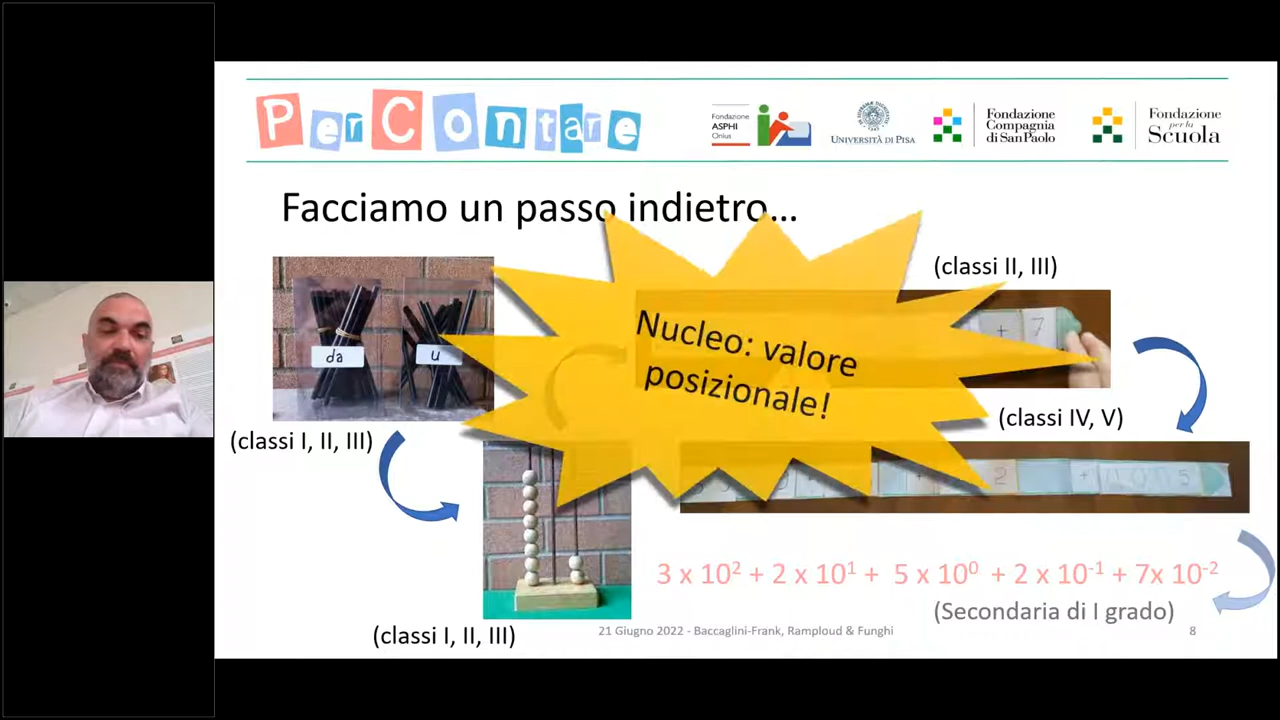 PerContare
Fondazione
ASPHI
Onlus
UNIVERSITÀ DI PISA
Fondazione
Compagnia
di San Paolo
Fondazione
per la
Scuola
Facciamo un passo indietro...
(classi II, III)
da
u
Nucleo: valore
posizionale!
+ 7
(classi I, II, III)
(classi IV, V)
+ 2 +
3 x 10² + 2 x 10¹ + 5 x 10⁰ + 2 x 10⁻¹ + 7x 10⁻²
(Secondaria di I grado)
(classi I, II, III)
21 Giugno 2022 - Baccaglini-Frank, Ramploud & Funghi
8